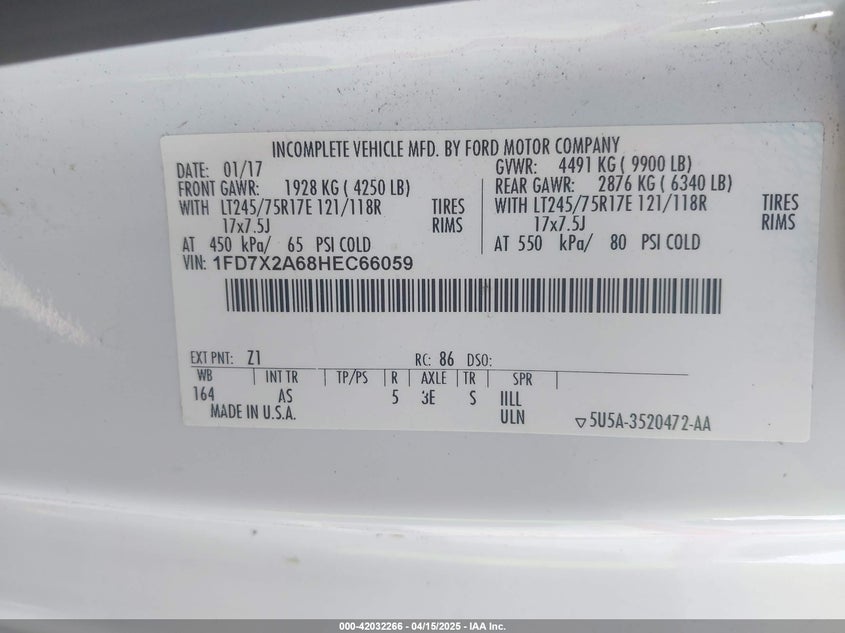 INCOMPLETE VEHICLE MFD. BY FORD MOTOR COMPANY
DATE: 01/17 GVWR: 4491 KG ( 9900 LB)
FRONT GAWR: 1928 KG ( 4250 LB) REAR GAWR: 2876 KG ( 6340 LB)
WITH LT245/75R17E 121/118R TIRES WITH LT245/75R17E 121/118R TIRES
17x7.5J RIMS 17x7.5J RIMS
AT 450 kPa/ 65 PSI COLD AT 550 kPa/ 80 PSI COLD
VIN: 1FD7X2A68HEC66059
EXT PNT: Z1 RC: 86 DSO:
WB | INT TR | TP/PS | R | AXLE | TR | SPR
164 AS 5 3E S IILL
MADE IN U.S.A. ULN ▽5U5A-3520472-AA
000-42032266 - 04/15/2025 - IAA Inc.